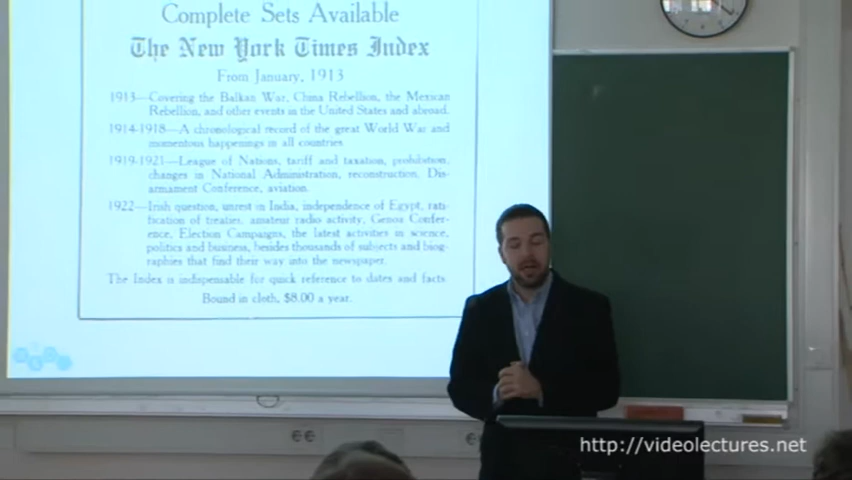 Complete Sets Available
The New York Times Index
From January, 1913
1913—Covering the Balkan War, China Rebellion, the Mexican
Rebellion, and other events in the United States and abroad.
1914-1918—A chronological record of the great World War and
momentous happenings in all countries.
1919-1921—League of Nations, tariff and taxation, prohibition,
changes in National Administration, reconstruction, Dis-
armament Conference, aviation.
1922—Irish question, unrest in India, independence of Egypt, rati-
fication of treaties, amateur radio activity, Genoa Confer-
ence, Election Campaigns, the latest activities in science,
politics and business, besides thousands of subjects and biog-
raphies that find their way into the newspaper.
The Index is indispensable for quick reference to dates and facts.
Bound in cloth, $8.00 a year.
http://videolectures.net